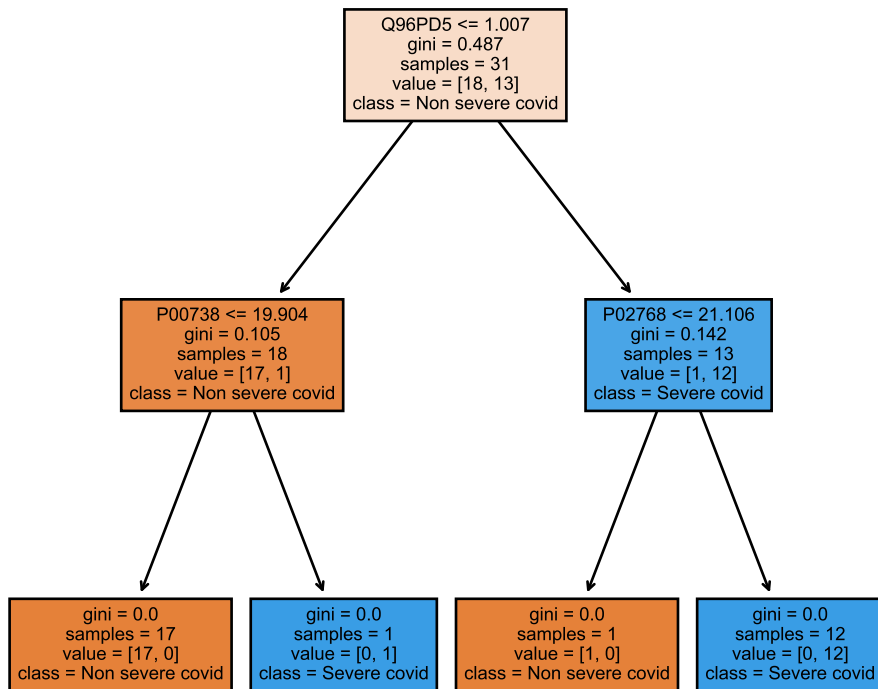 Q96PD5 <= 1.007
gini = 0.487
samples = 31
value = [18, 13]
class = Non severe covid
P00738 <= 19.904
gini = 0.105
samples = 18
value = [17, 1]
class = Non severe covid
P02768 <= 21.106
gini = 0.142
samples = 13
value = [1, 12]
class = Severe covid
gini = 0.0
samples = 17
value = [17, 0]
class = Non severe covid
gini = 0.0
samples = 1
value = [0, 1]
class = Severe covid
gini = 0.0
samples = 1
value = [1, 0]
class = Non severe covid
gini = 0.0
samples = 12
value = [0, 12]
class = Severe covid